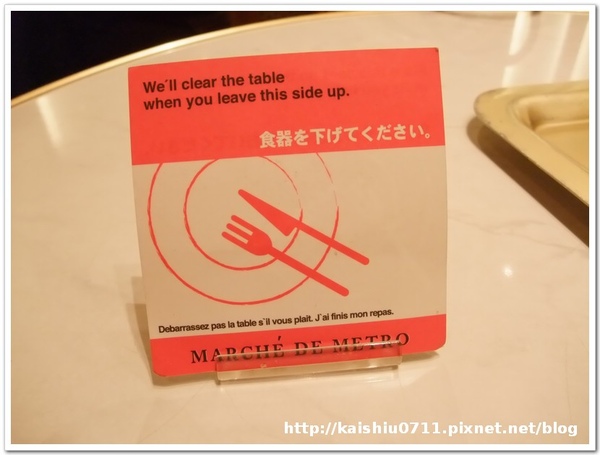 We'll clear the table
when you leave this side up.
食器を下げてください。
Debarrassez pas la table s'il vous plait. J'ai finis mon repas.
MARCHÉ DE METRO
http://kaishiu0711.pixnet.net/blog